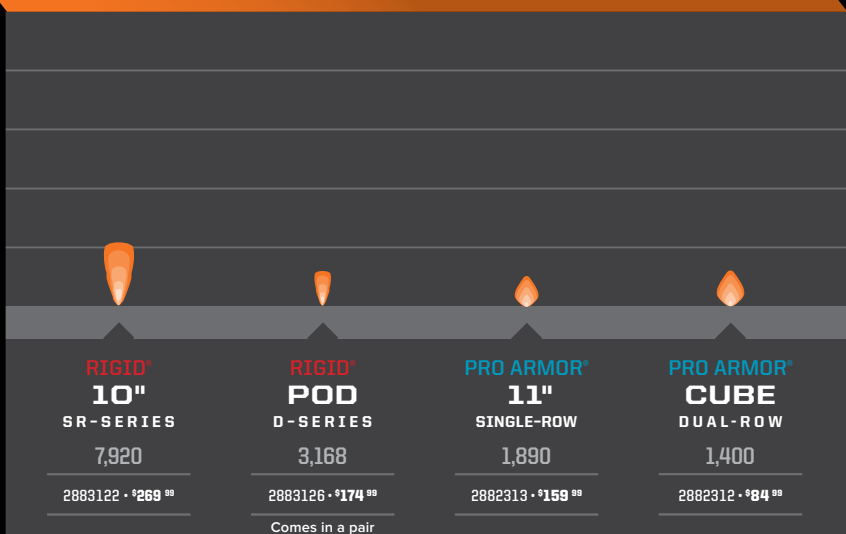 RIGID®
10"
SR-SERIES
7,920
2883122 • $269 99
RIGID®
POD
D-SERIES
3,168
2883126 • $174 99
Comes in a pair
PRO ARMOR®
11"
SINGLE-ROW
1,890
2882313 • $159 99
PRO ARMOR®
CUBE
DUAL-ROW
1,400
2882312 • $84 99